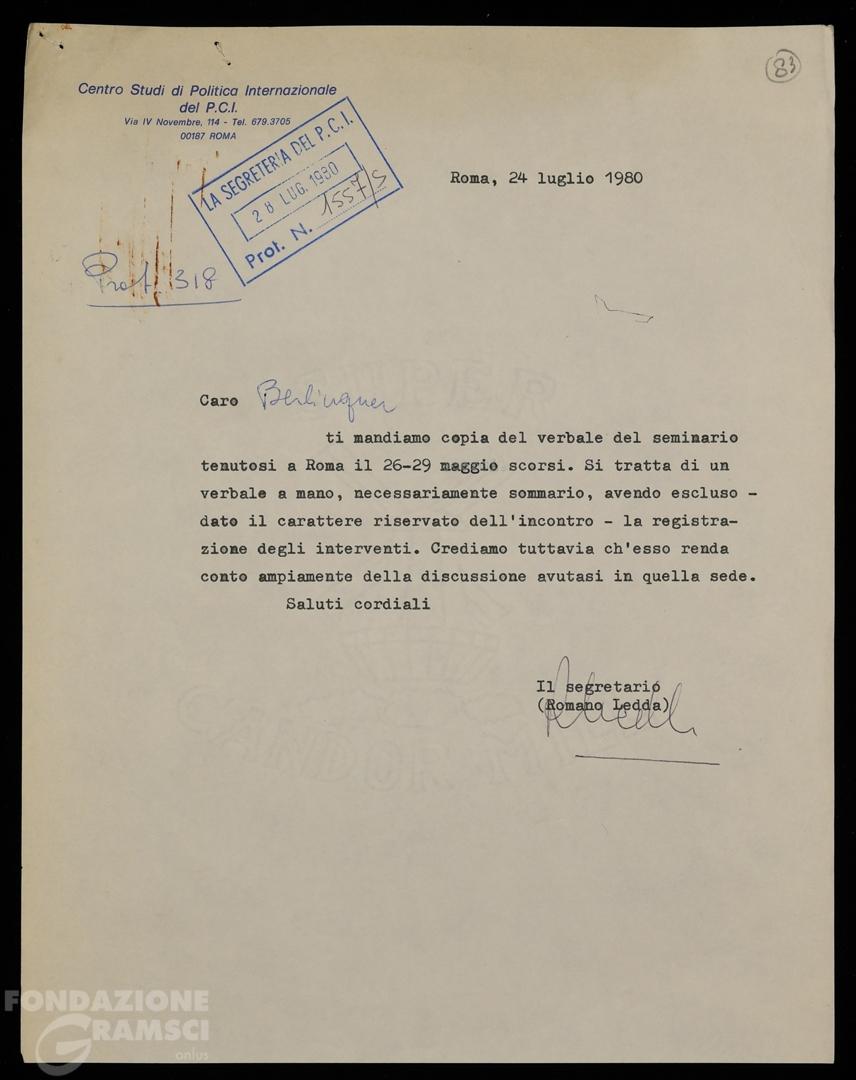 83
Centro Studi di Politica Internazionale
del P.C.I.
Via IV Novembre, 114 - Tel. 679.3705
00187 ROMA
LA SEGRETERIA DEL P.C.I.
28 LUG. 1980
Prot. N. 1557/S
Roma, 24 luglio 1980
Prot. 318
Caro Berlinguer
ti mandiamo copia del verbale del seminario
tenutosi a Roma il 26-29 maggio scorsi. Si tratta di un
verbale a mano, necessariamente sommario, avendo escluso -
dato il carattere riservato dell'incontro - la registra-
zione degli interventi. Crediamo tuttavia ch'esso renda
conto ampiamente della discussione avutasi in quella sede.
Saluti cordiali
Il segretario
(Romano Ledda)
FONDAZIONE
GRAMSCI
onlus